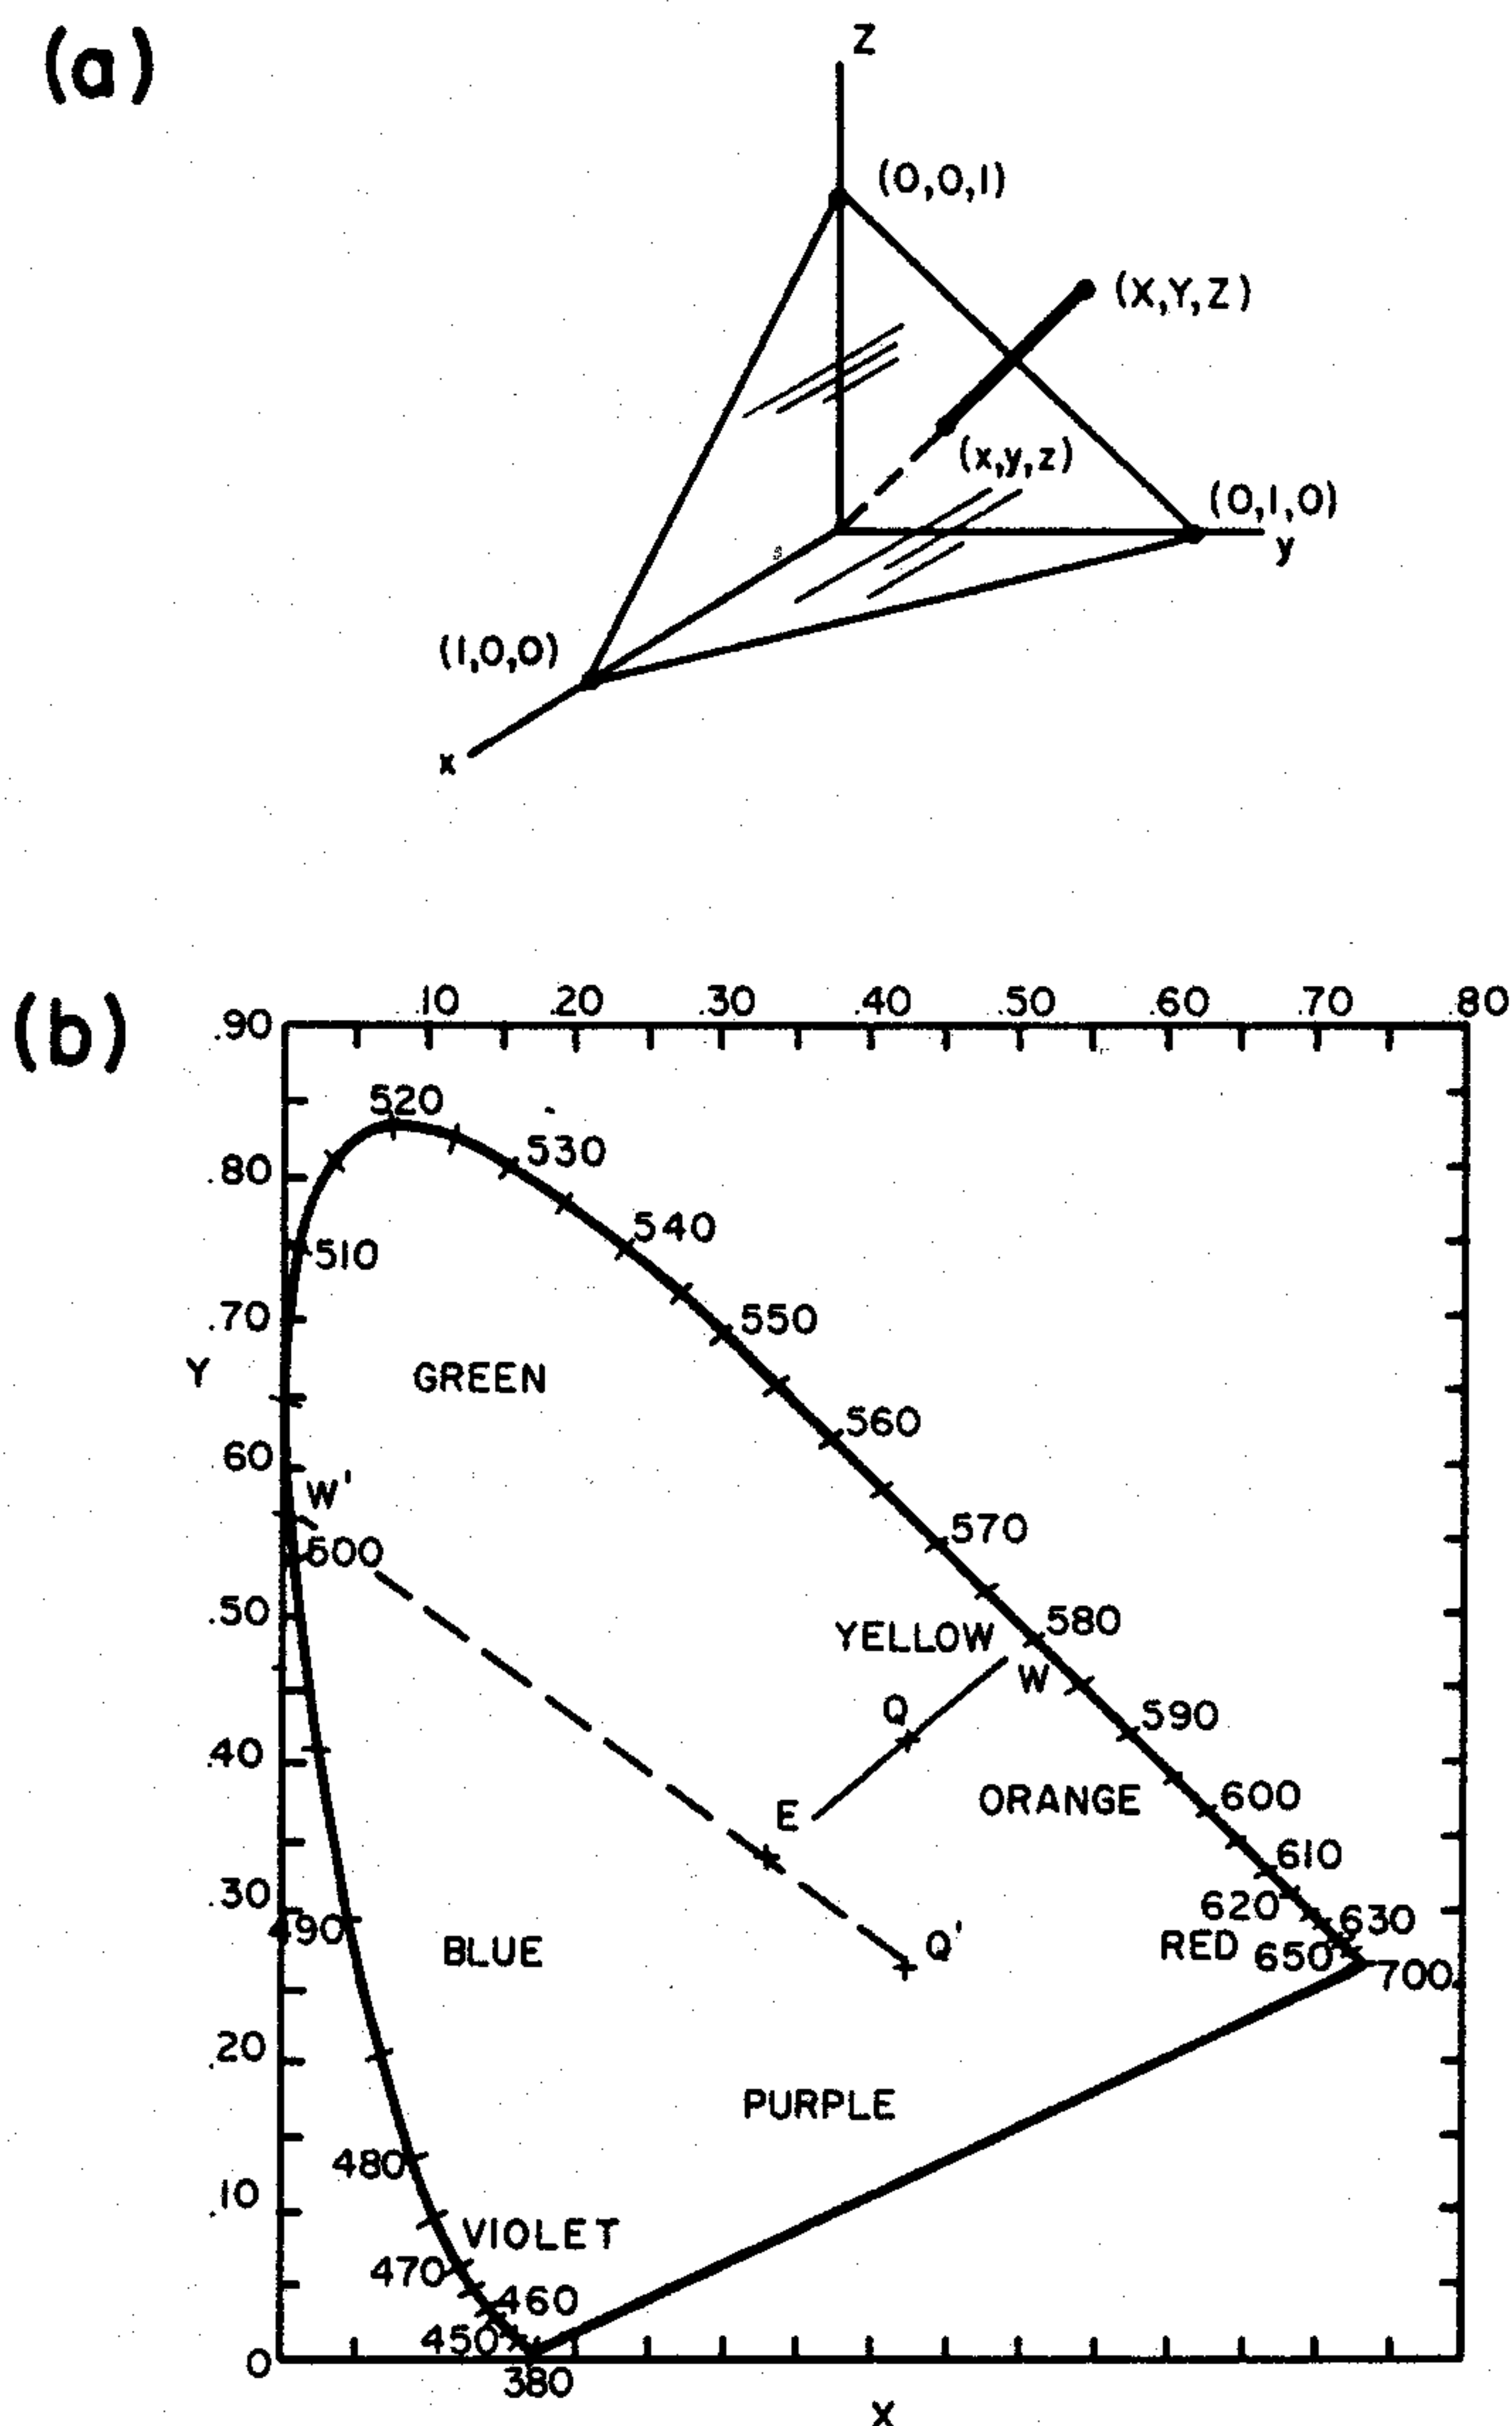 (a)
Z
(0,0,1)
(X,Y,Z)
(x,y,z)
(0,1,0)
y
(1,0,0)
x
(b)
.10 .20 .30 .40 .50 .60 .70 .80
.90
520
530
.80
540
510
.70
550
Y
GREEN
560
.60
W'
570
500
.50
580
YELLOW
W
Q
590
.40
E
ORANGE
600
610
.30
620
630
490
BLUE
Q'
RED
650
700
.20
PURPLE
480
.10
VIOLET
470
460
450
0
380
X